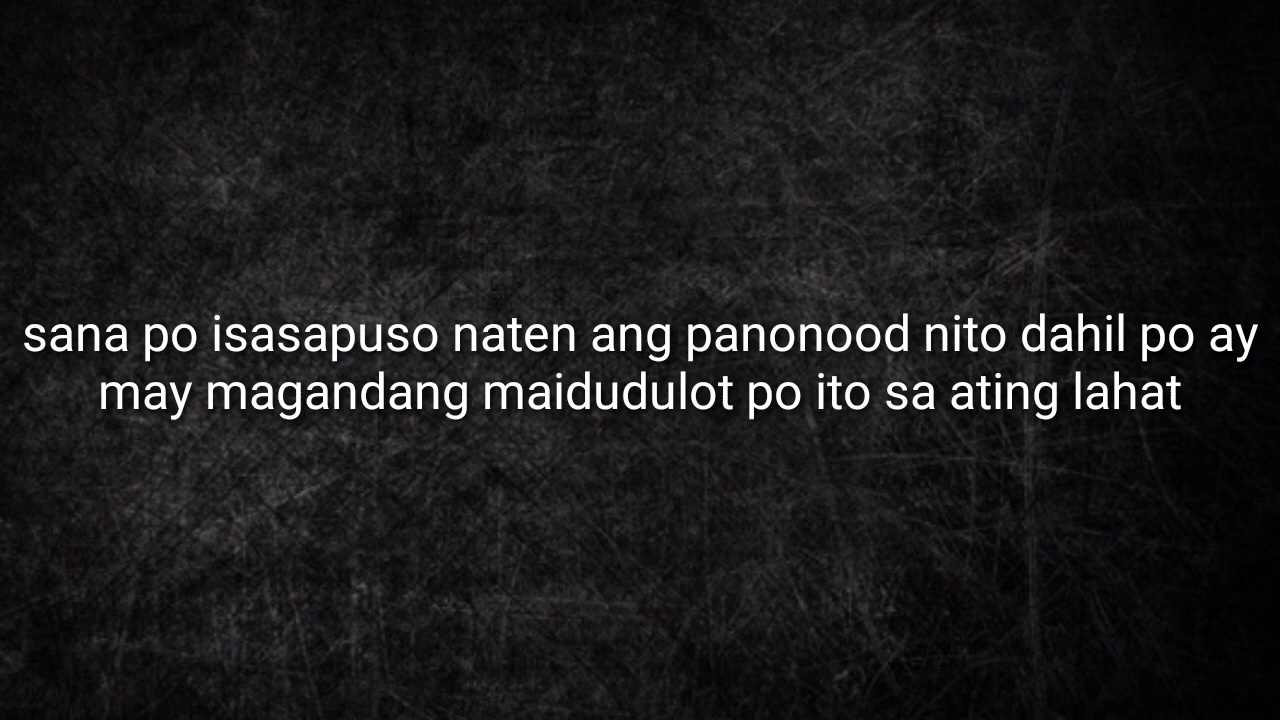 sana po isasapuso naten ang panonood nito dahil po ay
may magandang maidudulot po ito sa ating lahat